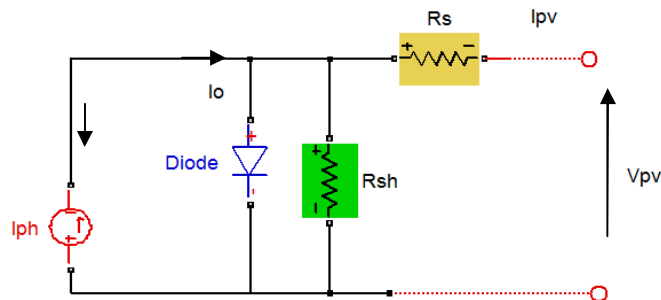 Rs
Ipv
+
-
Io
+
Diode
-
+
-
Rsh
Vpv
Iph
+